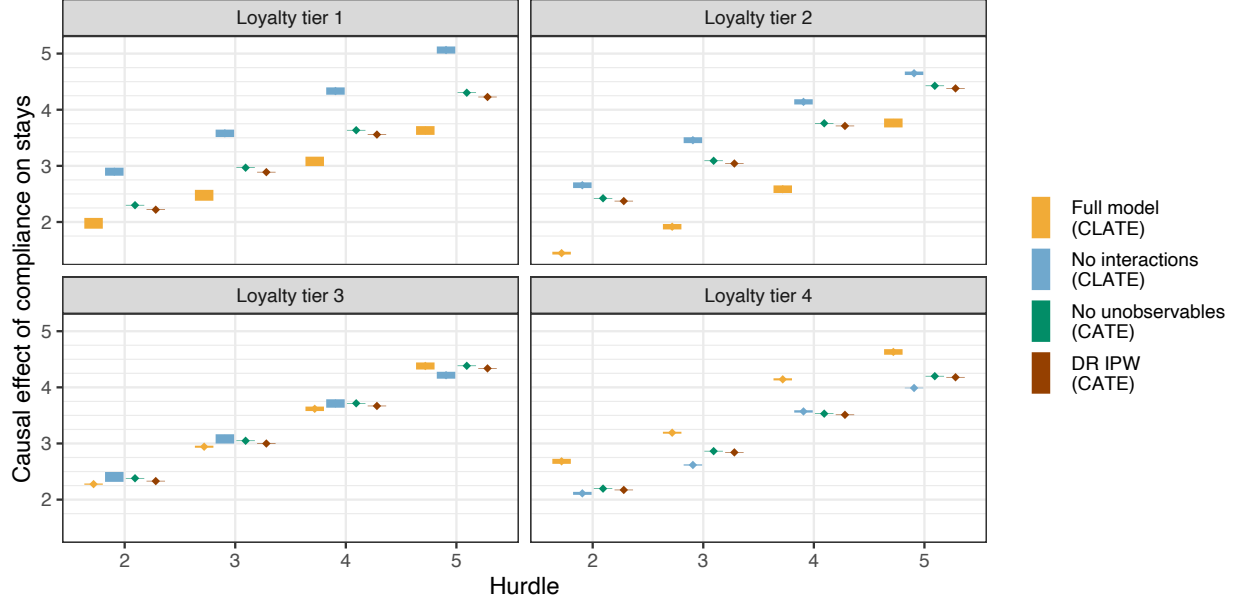 Loyalty tier 1
Loyalty tier 2
Causal effect of compliance on stays
5
4
3
2
Loyalty tier 3
Loyalty tier 4
5
4
3
2
2
3
4
5
2
3
4
5
Hurdle
Full model
(CLATE)
No interactions
(CLATE)
No unobservables
(CATE)
DR IPW
(CATE)